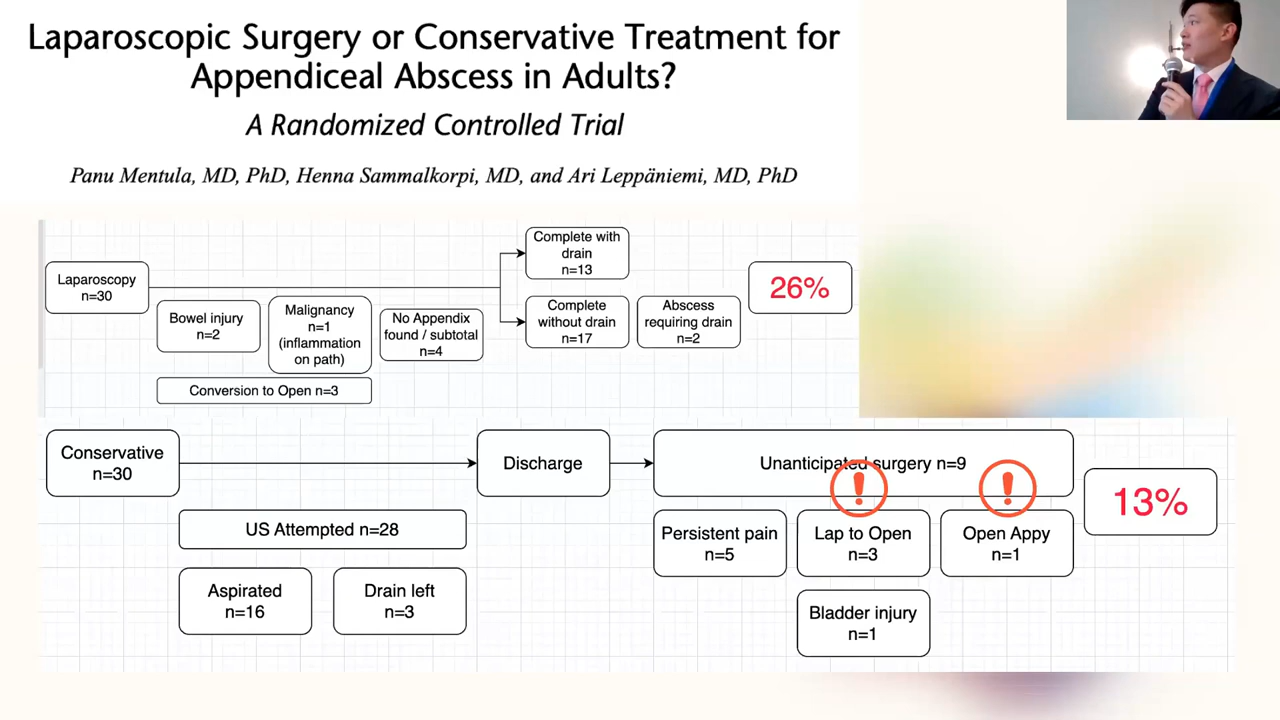 Laparoscopic Surgery or Conservative Treatment for
Appendiceal Abscess in Adults?
A Randomized Controlled Trial
Panu Mentula, MD, PhD, Henna Sammalkorpi, MD, and Ari Leppäniemi, MD, PhD
Laparoscopy
n=30
Bowel injury
n=2
Malignancy
n=1
(inflammation
on path)
No Appendix
found / subtotal
n=4
Conversion to Open n=3
Complete with
drain
n=13
Complete
without drain
n=17
Abscess
requiring drain
n=2
26%
Conservative
n=30
US Attempted n=28
Aspirated
n=16
Drain left
n=3
Discharge
Unanticipated surgery n=9
Persistent pain
n=5
Lap to Open
n=3
Open Appy
n=1
Bladder injury
n=1
13%